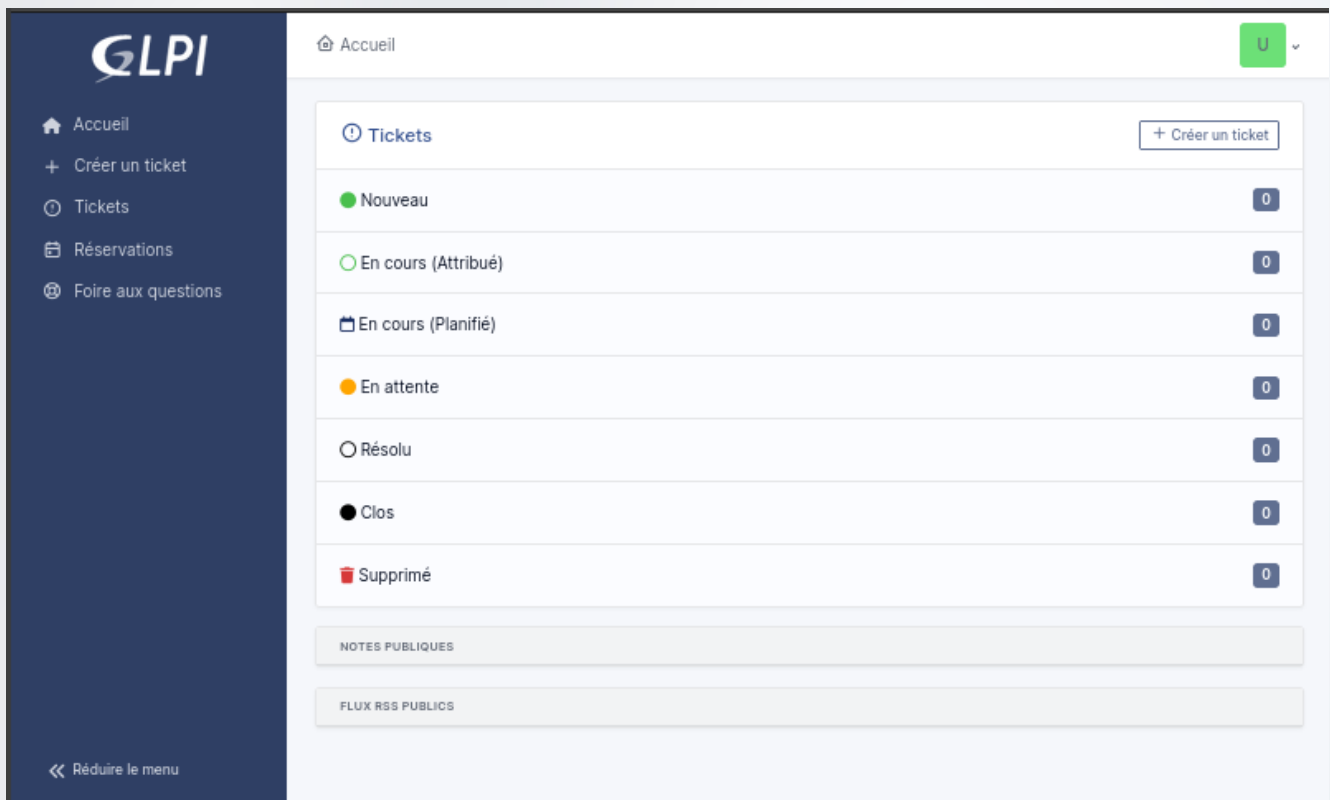 GLPI
Accueil
Créer un ticket
Tickets
Réservations
Foire aux questions
Réduire le menu
Accueil
U
Tickets
+ Créer un ticket
Nouveau 0
En cours (Attribué) 0
En cours (Planifié) 0
En attente 0
Résolu 0
Clos 0
Supprimé 0
NOTES PUBLIQUES
FLUX RSS PUBLICS